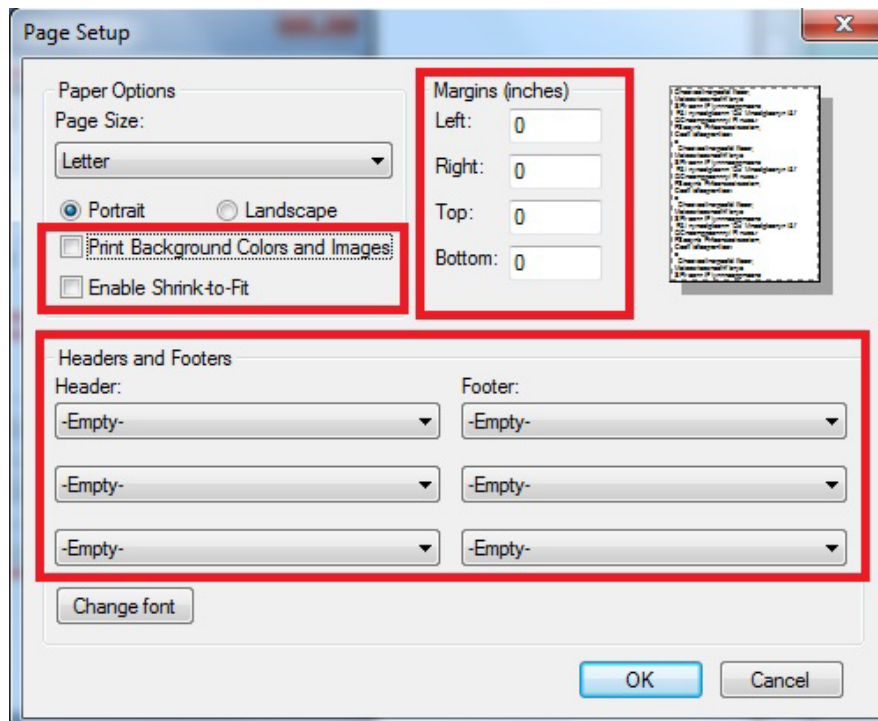 Page Setup
Paper Options
Page Size:
Letter
Portrait
Landscape
Print Background Colors and Images
Enable Shrink-to-Fit
Margins (inches)
Left: 0
Right: 0
Top: 0
Bottom: 0
Headers and Footers
Header:
Footer:
-Empty-
-Empty-
-Empty-
-Empty-
-Empty-
-Empty-
Change font
OK
Cancel